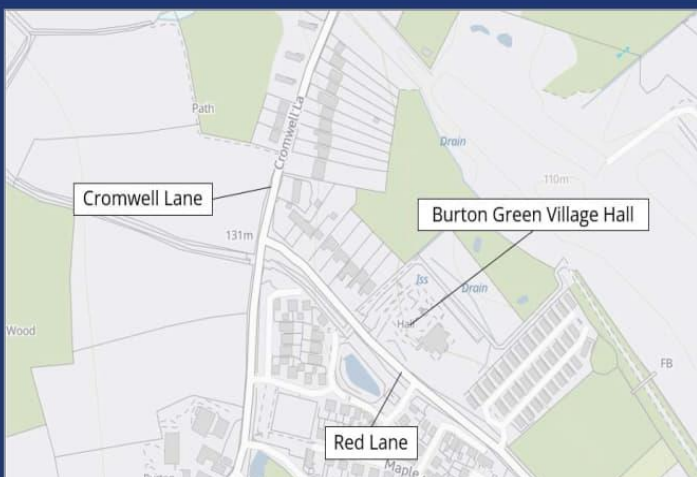 Path
Cromwell La
Drain
Cromwell Lane
110m
Burton Green Village Hall
131m
Iss
Drain
Hall
Wood
FB
Red Lane
Maple